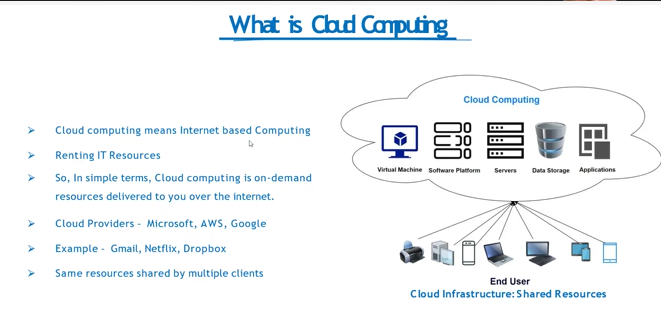 What is Cloud Computing
Cloud computing means Internet based Computing
Renting IT Resources
So, In simple terms, Cloud computing is on-demand
resources delivered to you over the internet.
Cloud Providers - Microsoft, AWS, Google
Example - Gmail, Netflix, Dropbox
Same resources shared by multiple clients
Cloud Computing
Virtual Machine
Software Platform
Servers
Data Storage
Applications
End User
Cloud Infrastructure: Shared Resources